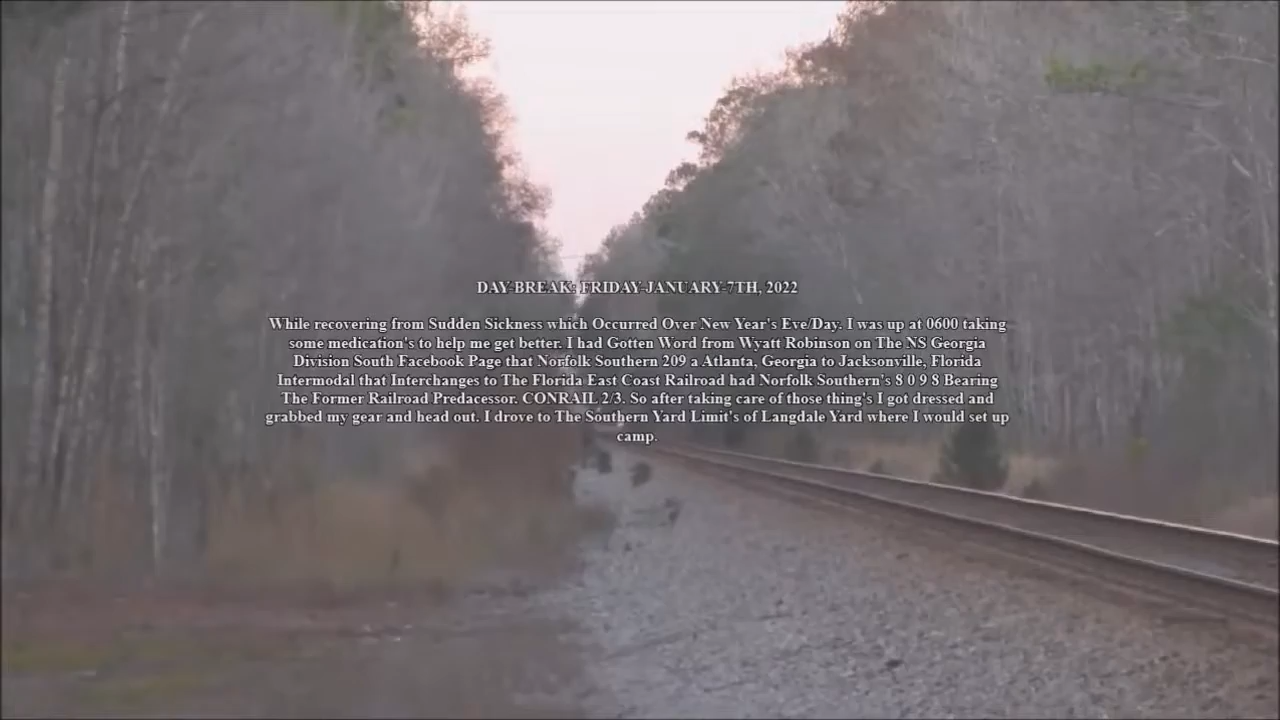 DAY-BREAK: FRIDAY-JANUARY-7TH, 2022
While recovering from Sudden Sickness which Occurred Over New Year's Eve/Day. I was up at 0600 taking
some medication's to help me get better. I had Gotten Word from Wyatt Robinson on The NS Georgia
Division South Facebook Page that Norfolk Southern 209 a Atlanta, Georgia to Jacksonville, Florida
Intermodal that Interchanges to The Florida East Coast Railroad had Norfolk Southern's 8 0 9 8 Bearing
The Former Railroad Predacessor. CONRAIL 2/3. So after taking care of those thing's I got dressed and
grabbed my gear and head out. I drove to The Southern Yard Limit's of Langdale Yard where I would set up
camp.